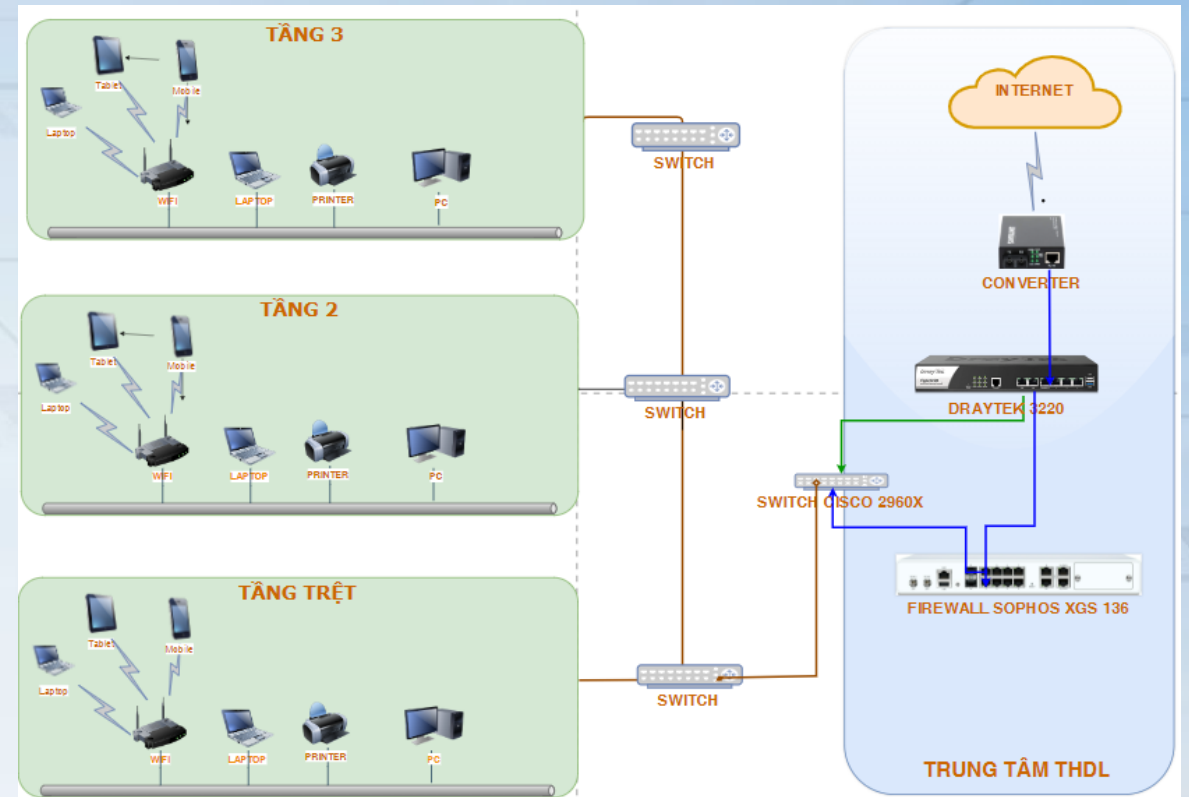 TẦNG 3
Tablet
Mobile
Laptop
WIFI
LAPTOP
PRINTER
PC
SWITCH
INTERNET
CONVERTER
TẦNG 2
Tablet
Mobile
Laptop
WIFI
LAPTOP
PRINTER
PC
SWITCH
DRAYTEK 3220
SWITCH CISCO 2960X
FIREWALL SOPHOS XGS 136
TẦNG TRỆT
Tablet
Mobile
Laptop
WIFI
LAPTOP
PRINTER
PC
SWITCH
TRUNG TÂM THDL